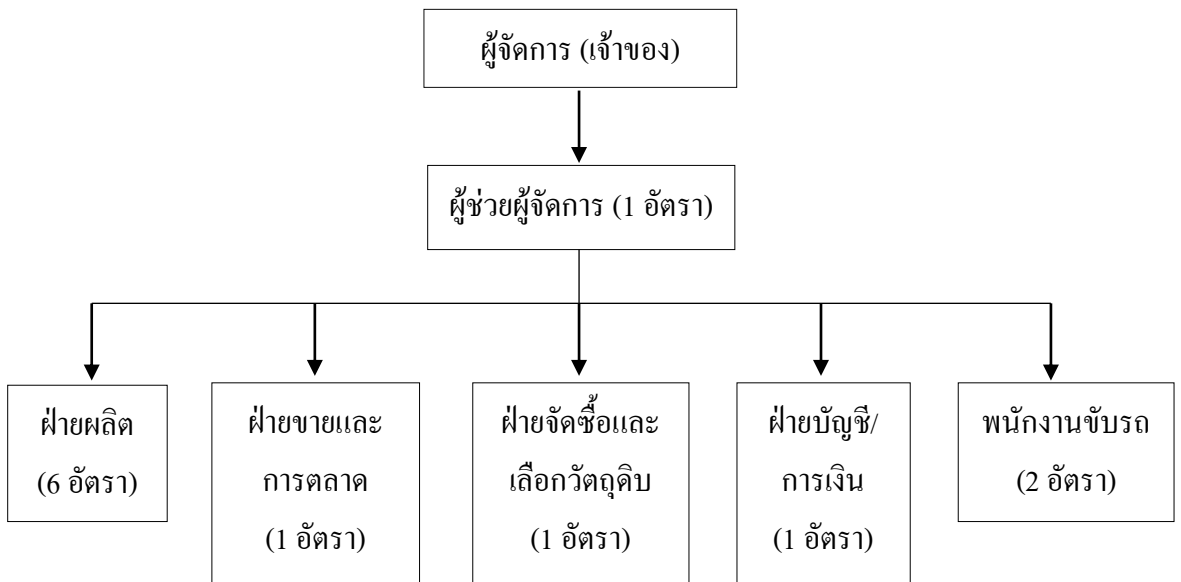 ผู้จัดการ (เจ้าของ)
ผู้ช่วยผู้จัดการ (1 อัตรา)
ฝ่ายผลิต
(6 อัตรา)
ฝ่ายขายและ
การตลาด
(1 อัตรา)
ฝ่ายจัดซื้อและ
เลือกวัตถุดิบ
(1 อัตรา)
ฝ่ายบัญชี/
การเงิน
(1 อัตรา)
พนักงานขับรถ
(2 อัตรา)